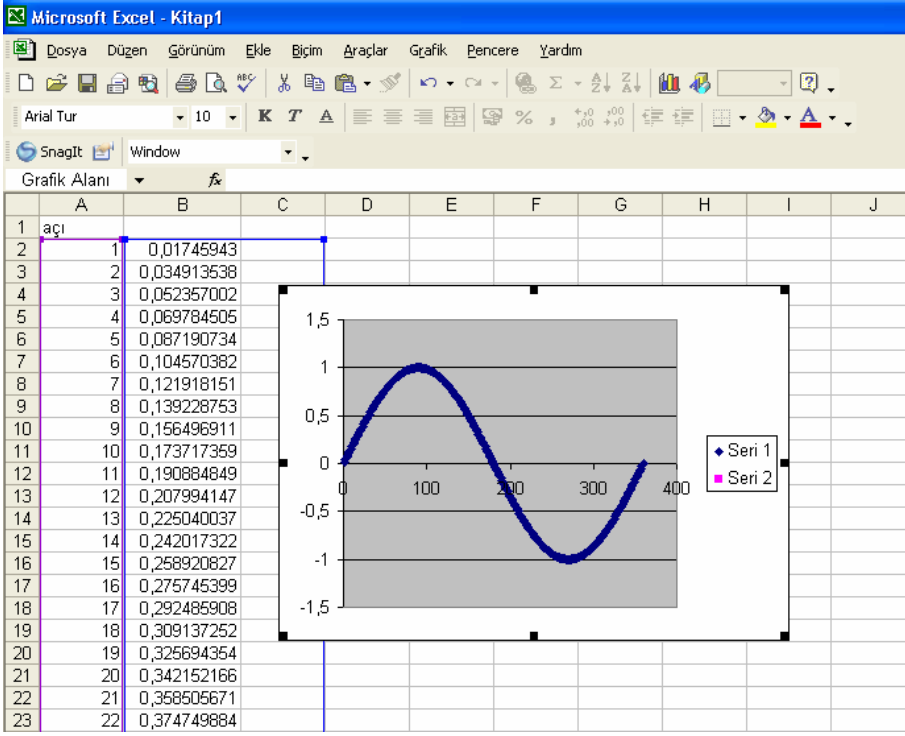 Microsoft Excel - Kitap1
Dosya Düzen Görünüm Ekle Biçim Araçlar Grafik Pencere Yardım
ABC
Arial Tur 10 K T A % , ,00
SnagIt Window
Grafik Alanı fx
A B C D E F G H I J
1 açı
2 1 0,01745943
3 2 0,034913538
4 3 0,052357002
5 4 0,069784505
6 5 0,087190734
7 6 0,104570382
8 7 0,121918151
9 8 0,139228753
10 9 0,156496911
11 10 0,173717359
12 11 0,190884849
13 12 0,207994147
14 13 0,225040037
15 14 0,242017322
16 15 0,258920827
17 16 0,275745399
18 17 0,292485908
19 18 0,309137252
20 19 0,325694354
21 20 0,342152166
22 21 0,358505671
23 22 0,374749884
1,5
1
0,5
0
-0,5
-1
-1,5
0 100 200 300 400
Seri 1
Seri 2